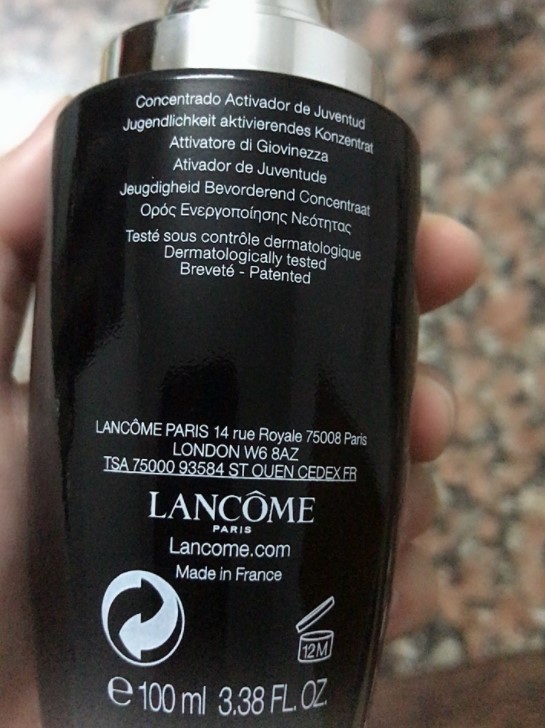 Concentrado Activador de Juventud
Jugendlichkeit aktivierendes Konzentrat
Attivatore di Giovinezza
Ativador de Juventude
Jeugdigheid Bevorderend Concentraat
Ορός Ενεργοποίησης Νεότητας
Testé sous contrôle dermatologique
Dermatologically tested
Breveté - Patented
LANCÔME PARIS 14 rue Royale 75008 Paris
LONDON W6 8AZ
TSA 75000 93584 ST OUEN CEDEX FR
LANCÔME
PARIS
Lancome.com
Made in France
12M
e 100 ml 3.38 FL. OZ.